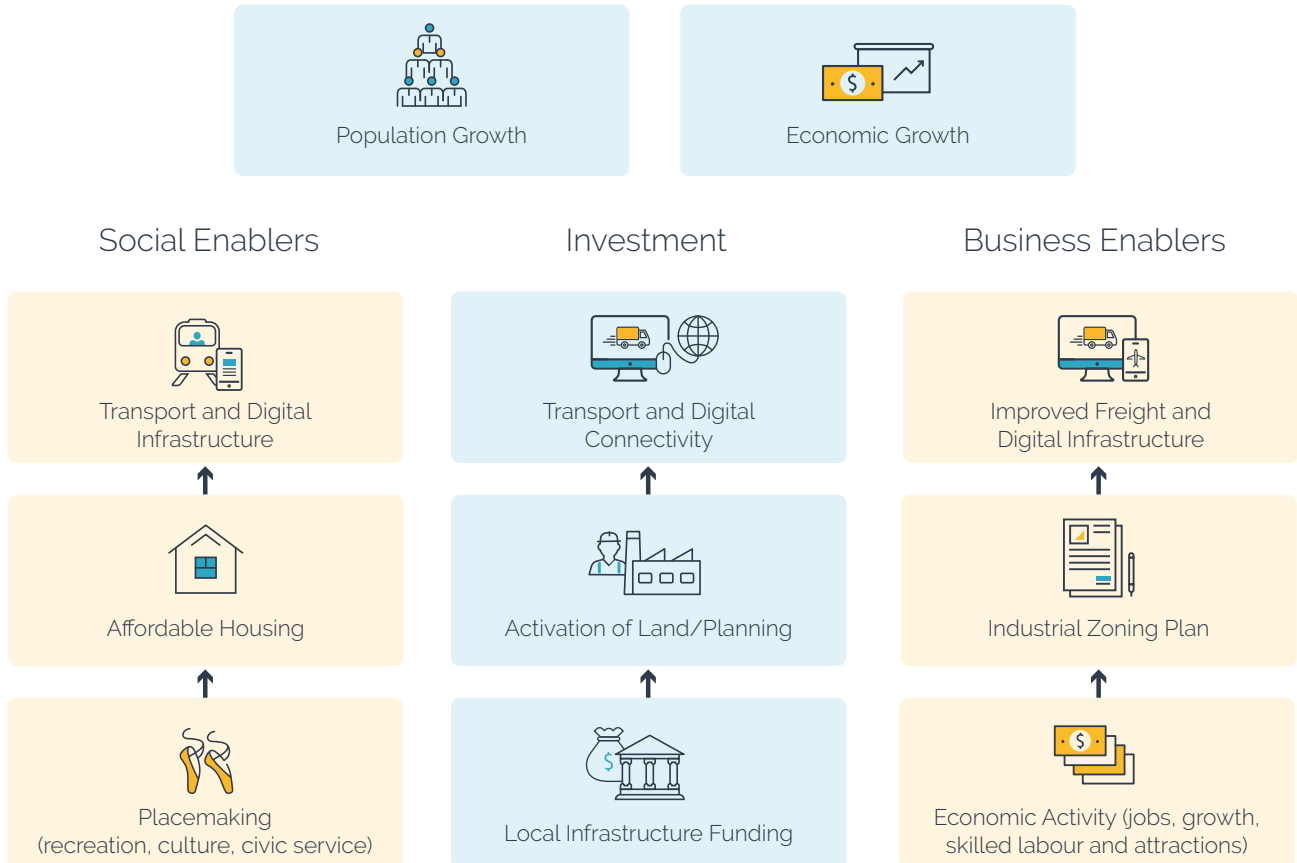 Population Growth
Economic Growth
Social Enablers
Investment
Business Enablers
Transport and Digital
Infrastructure
Transport and Digital
Connectivity
Improved Freight and
Digital Infrastructure
Affordable Housing
Activation of Land/Planning
Industrial Zoning Plan
Placemaking
(recreation, culture, civic service)
Local Infrastructure Funding
Economic Activity (jobs, growth,
skilled labour and attractions)